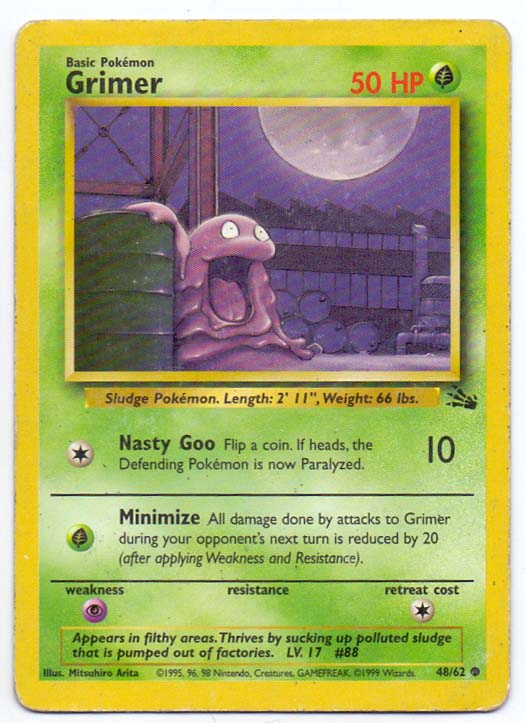 Basic Pokémon
Grimer
50 HP
Sludge Pokémon. Length: 2' 11", Weight: 66 lbs.
Nasty Goo Flip a coin. If heads, the
Defending Pokémon is now Paralyzed.
10
Minimize All damage done by attacks to Grimer
during your opponent's next turn is reduced by 20
(after applying Weakness and Resistance).
weakness resistance retreat cost
Appears in filthy areas. Thrives by sucking up polluted sludge
that is pumped out of factories. LV. 17 #88
Illus. Mitsuhiro Arita ©1995, 96, 98 Nintendo, Creatures, GAMEFREAK. ©1999 Wizards. 48/62